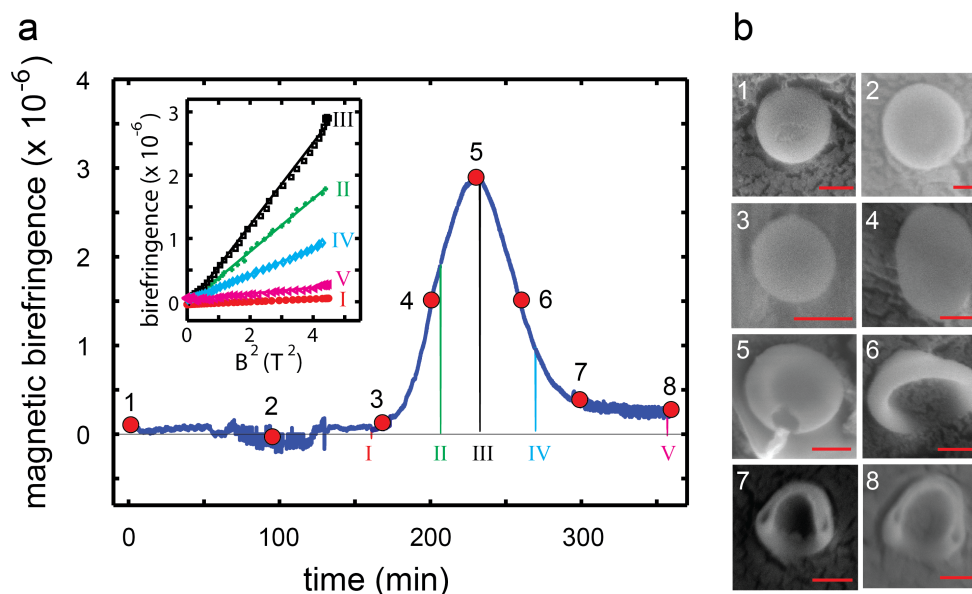 a
magnetic birefringence (x 10⁻⁶)
4
3
2
1
0
0
100
200
300
time (min)
1
2
3
4
5
6
7
8
I
II
III
IV
V
birefringence (x 10⁻⁶)
3
2
1
0
0
2
4
B² (T²)
III
II
IV
V
I
b
1
2
3
4
5
6
7
8